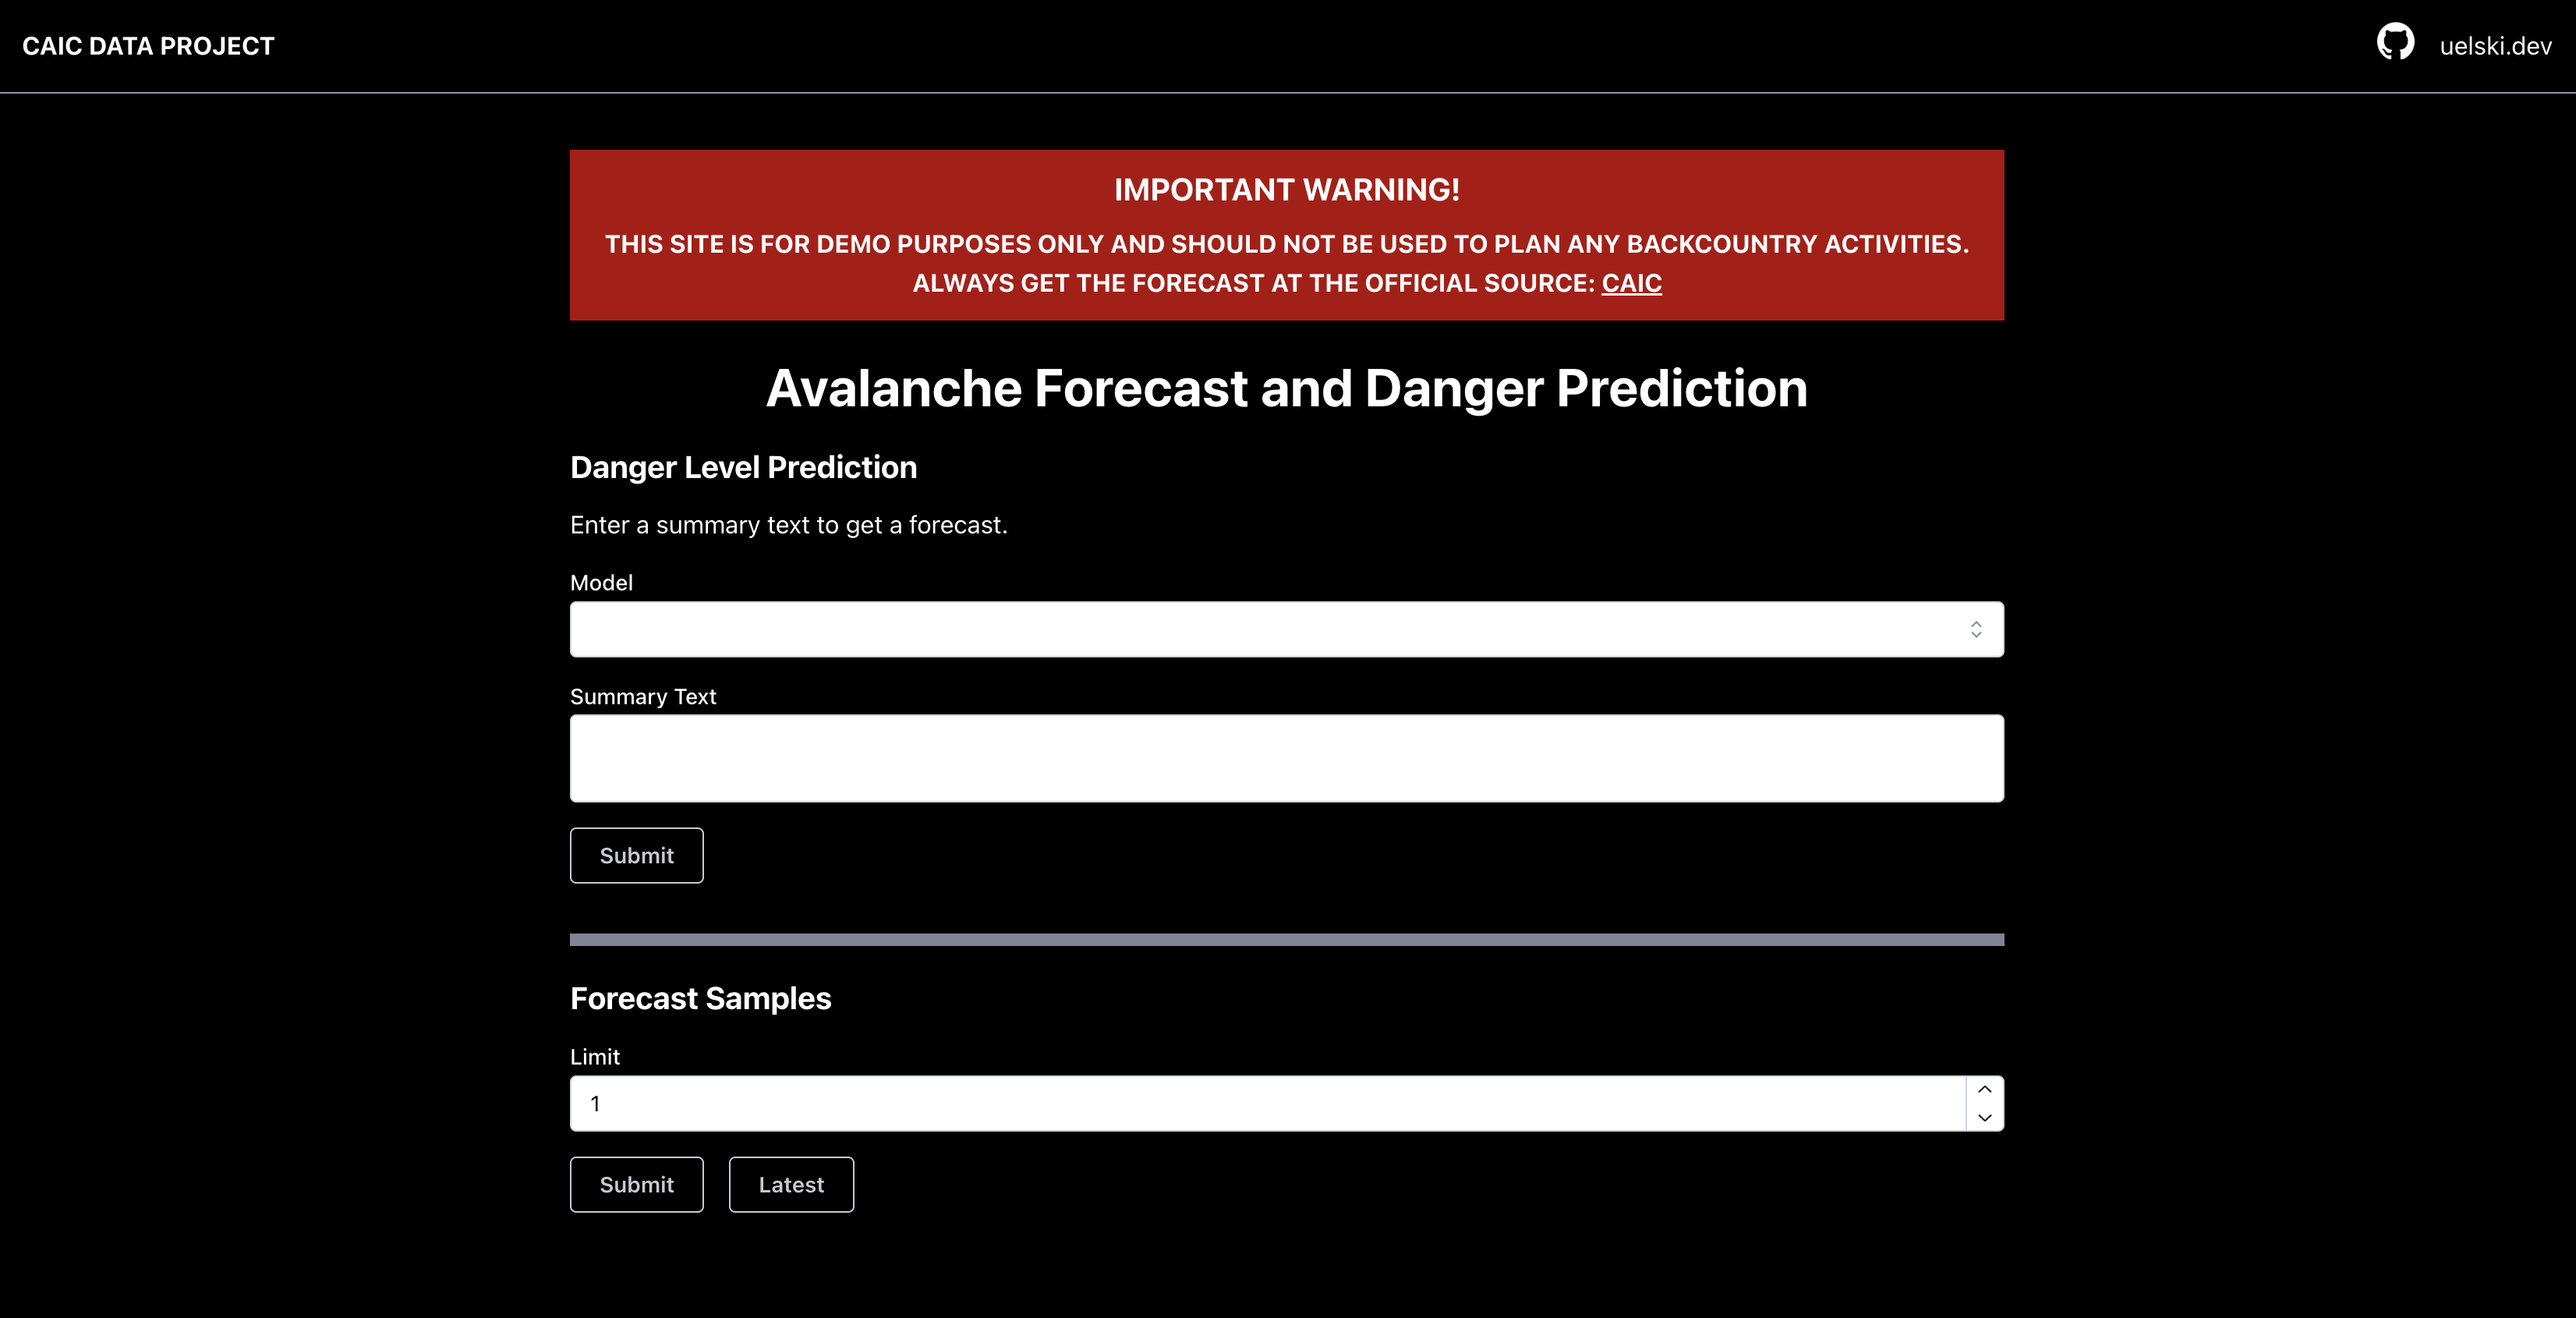 CAIC DATA PROJECT
uelski.dev
IMPORTANT WARNING!
THIS SITE IS FOR DEMO PURPOSES ONLY AND SHOULD NOT BE USED TO PLAN ANY BACKCOUNTRY ACTIVITIES.
ALWAYS GET THE FORECAST AT THE OFFICIAL SOURCE: CAIC
Avalanche Forecast and Danger Prediction
Danger Level Prediction
Enter a summary text to get a forecast.
Model
Summary Text
Submit
Forecast Samples
Limit
1
Submit
Latest